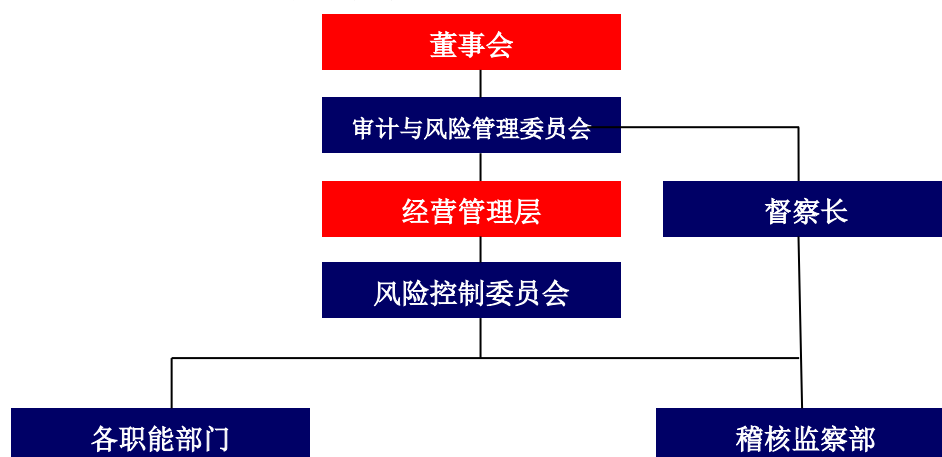 董事会
审计与风险管理委员会
经营管理层
督察长
风险控制委员会
各职能部门
稽核监察部